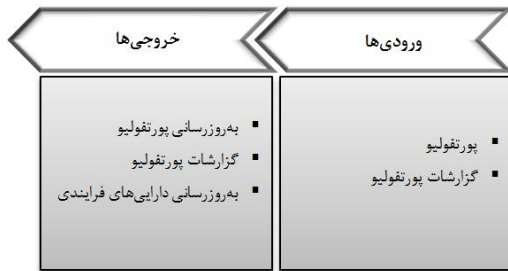 ورودی‌ها
پورتفولیو
گزارشات پورتفولیو
خروجی‌ها
به‌روزرسانی پورتفولیو
گزارشات پورتفولیو
به‌روزرسانی دارایی‌های فرایندی